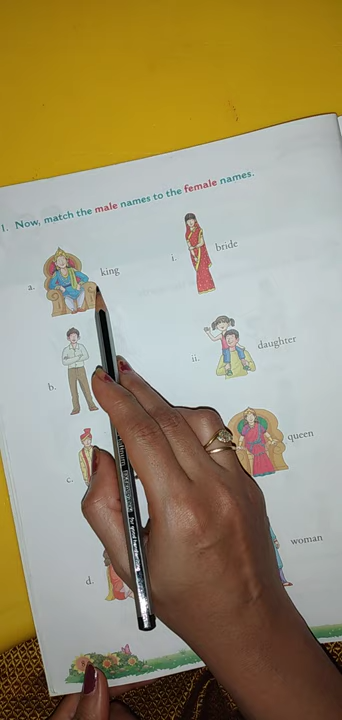 1. Now, match the male names to the female names.
a. king
i. bride
b.
ii. daughter
c.
queen
d.
woman